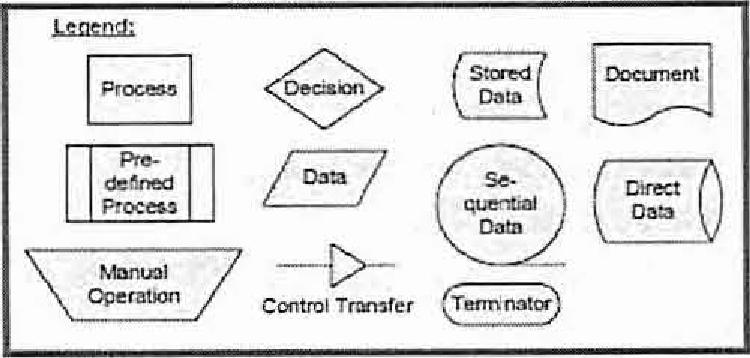 Legend:
Process
Decision
Stored
Data
Document
Pre-
defined
Process
Data
Se-
quential
Data
Direct
Data
Manual
Operation
Control Transfer
Terminator